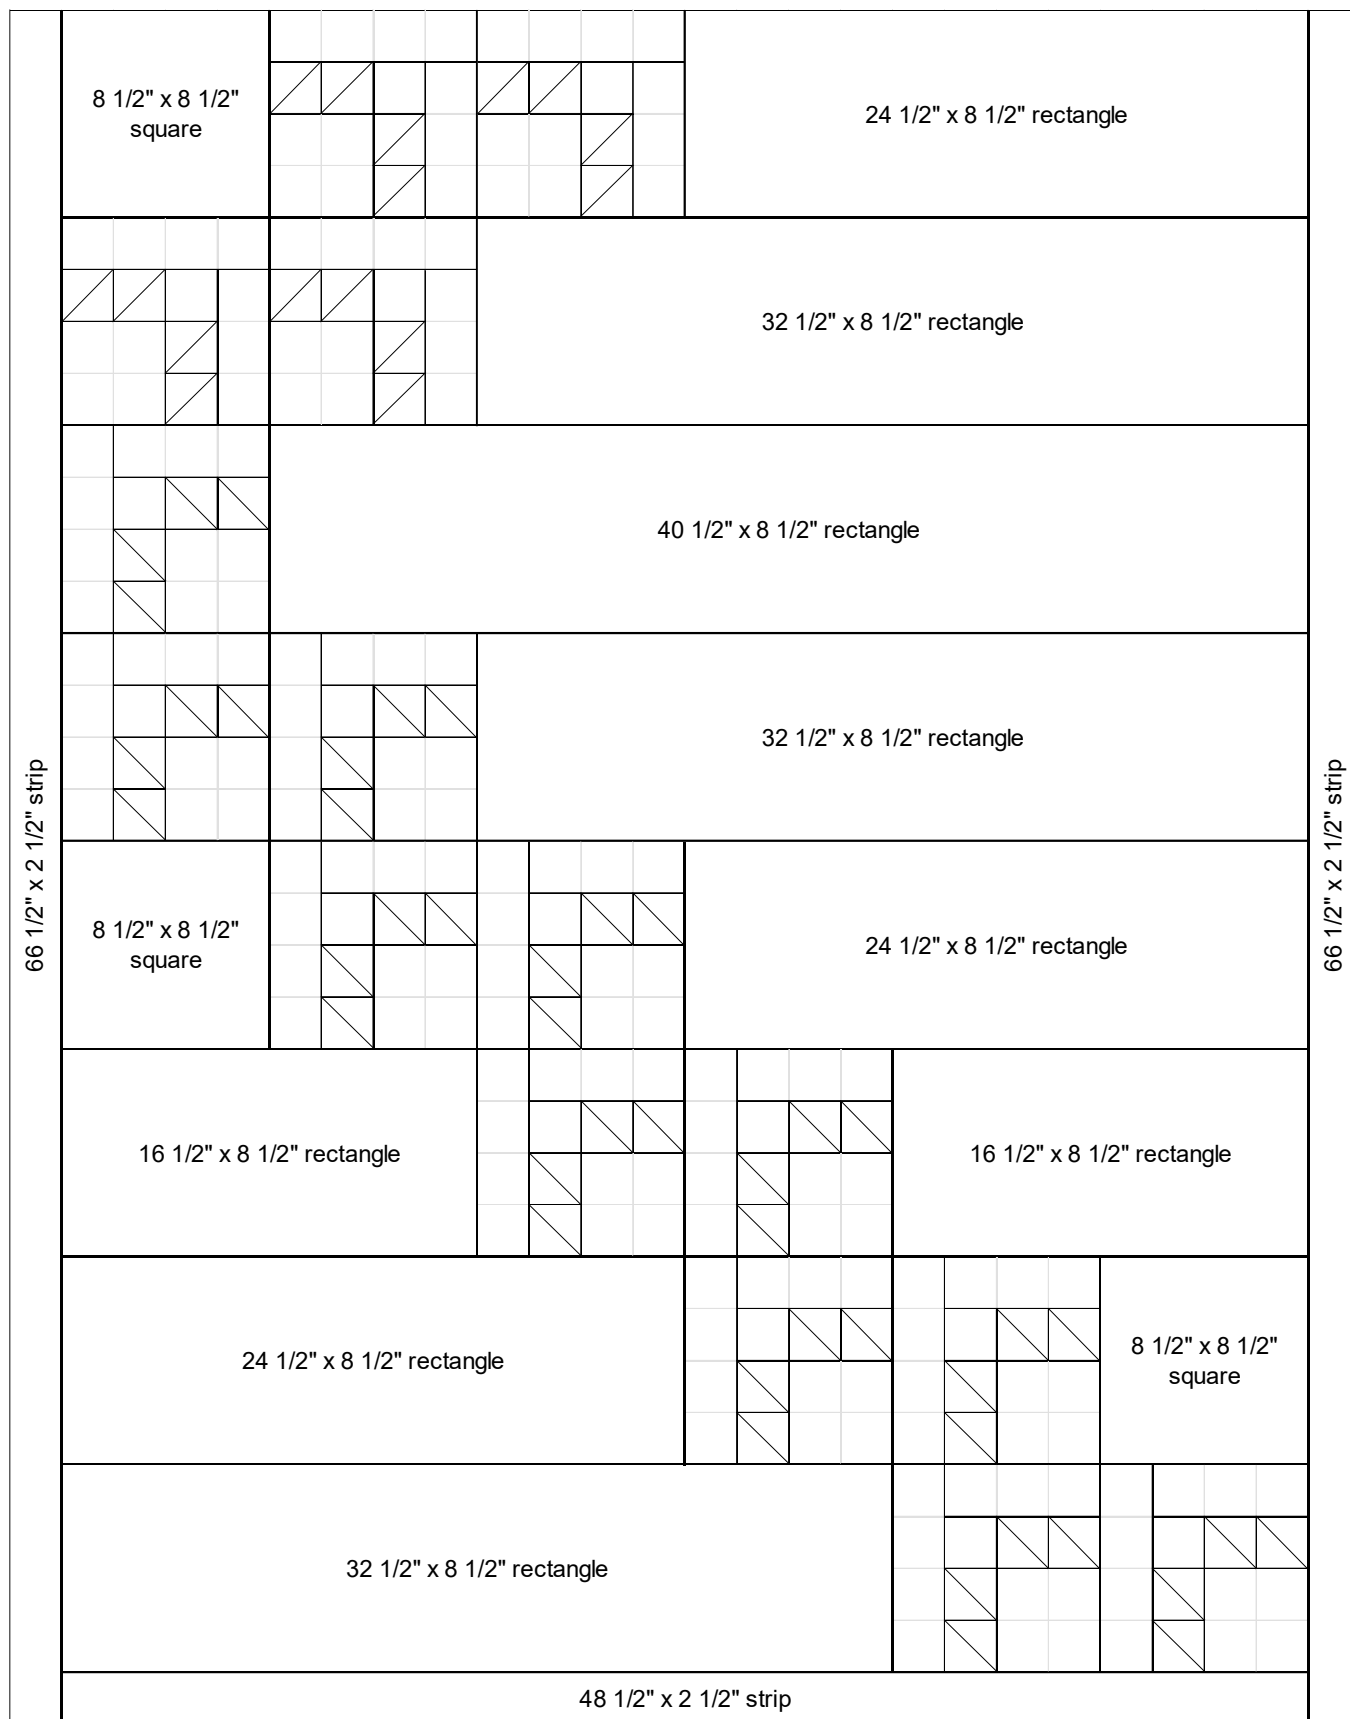 8 1/2" x 8 1/2"
square
24 1/2" x 8 1/2" rectangle
32 1/2" x 8 1/2" rectangle
40 1/2" x 8 1/2" rectangle
32 1/2" x 8 1/2" rectangle
66 1/2" x 2 1/2" strip
66 1/2" x 2 1/2" strip
8 1/2" x 8 1/2"
square
24 1/2" x 8 1/2" rectangle
16 1/2" x 8 1/2" rectangle
16 1/2" x 8 1/2" rectangle
24 1/2" x 8 1/2" rectangle
8 1/2" x 8 1/2"
square
32 1/2" x 8 1/2" rectangle
48 1/2" x 2 1/2" strip